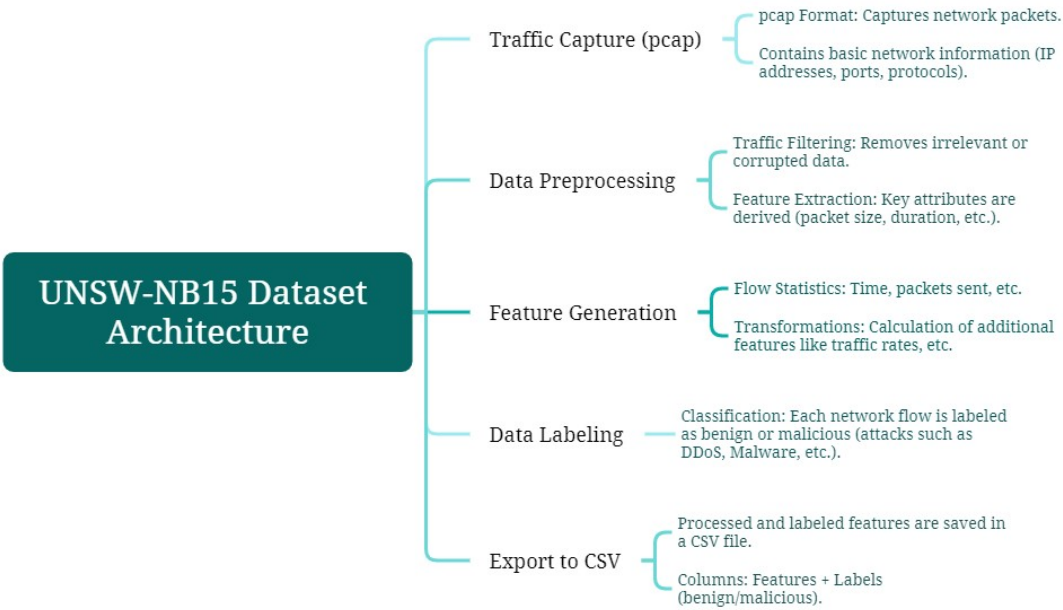 UNSW-NB15 Dataset
Architecture
Traffic Capture (pcap)
pcap Format: Captures network packets.
Contains basic network information (IP
addresses, ports, protocols).
Data Preprocessing
Traffic Filtering: Removes irrelevant or
corrupted data.
Feature Extraction: Key attributes are
derived (packet size, duration, etc.).
Feature Generation
Flow Statistics: Time, packets sent, etc.
Transformations: Calculation of additional
features like traffic rates, etc.
Data Labeling
Classification: Each network flow is labeled
as benign or malicious (attacks such as
DDoS, Malware, etc.).
Export to CSV
Processed and labeled features are saved in
a CSV file.
Columns: Features + Labels
(benign/malicious).